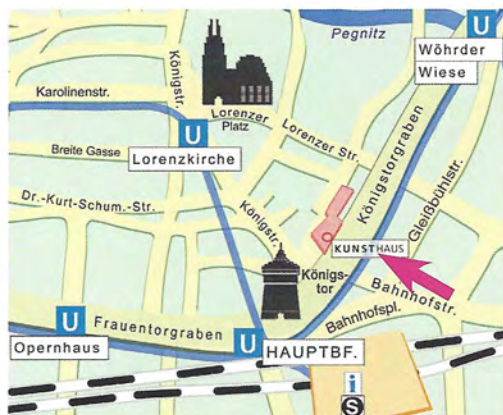 Pegnitz
U
Wöhrder
Wiese
Königstr.
Karolinenstr.
Lorenzer
Platz
U
Lorenzkirche
Lorenzer Str.
Breite Gasse
Königstorgraben
Gleißbühlstr.
Dr.-Kurt-Schum.-Str.
Königstr.
KUNSTHAUS
Königs-
tor
Bahnhofstr.
Bahnhofspl.
Frauentorgraben
U
Opernhaus
U
HAUPTBF.
i
S